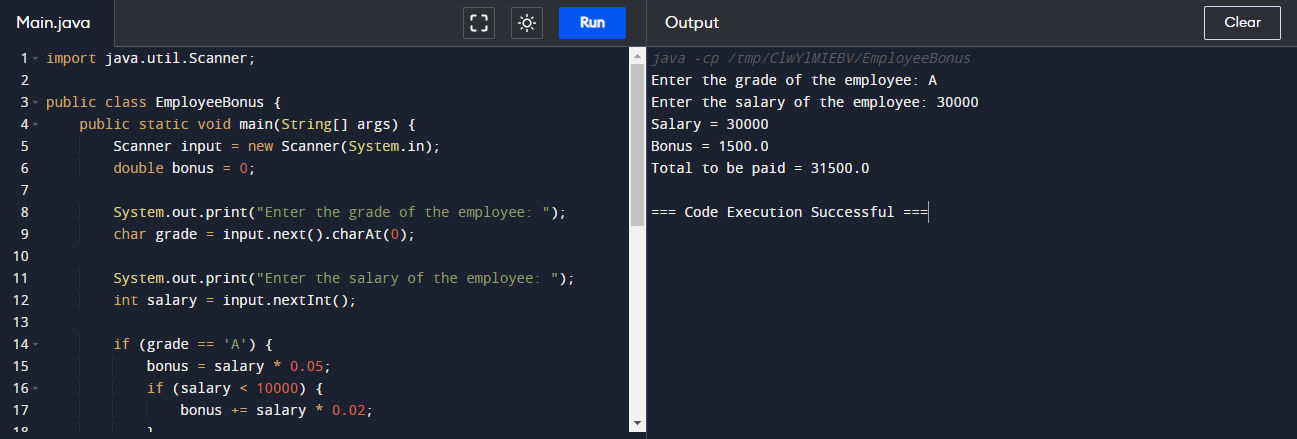 Main.java
Run
1 import java.util.Scanner;
2
3 public class EmployeeBonus {
4     public static void main(String[] args) {
5         Scanner input = new Scanner(System.in);
6         double bonus = 0;
7
8         System.out.print("Enter the grade of the employee: ");
9         char grade = input.next().charAt(0);
10
11         System.out.print("Enter the salary of the employee: ");
12         int salary = input.nextInt();
13
14         if (grade == 'A') {
15             bonus = salary * 0.05;
16             if (salary < 10000) {
17                 bonus += salary * 0.02;
18             }
Output
Clear
java -cp /tmp/ClwYlMIEBV/EmployeeBonus
Enter the grade of the employee: A
Enter the salary of the employee: 30000
Salary = 30000
Bonus = 1500.0
Total to be paid = 31500.0
=== Code Execution Successful ===